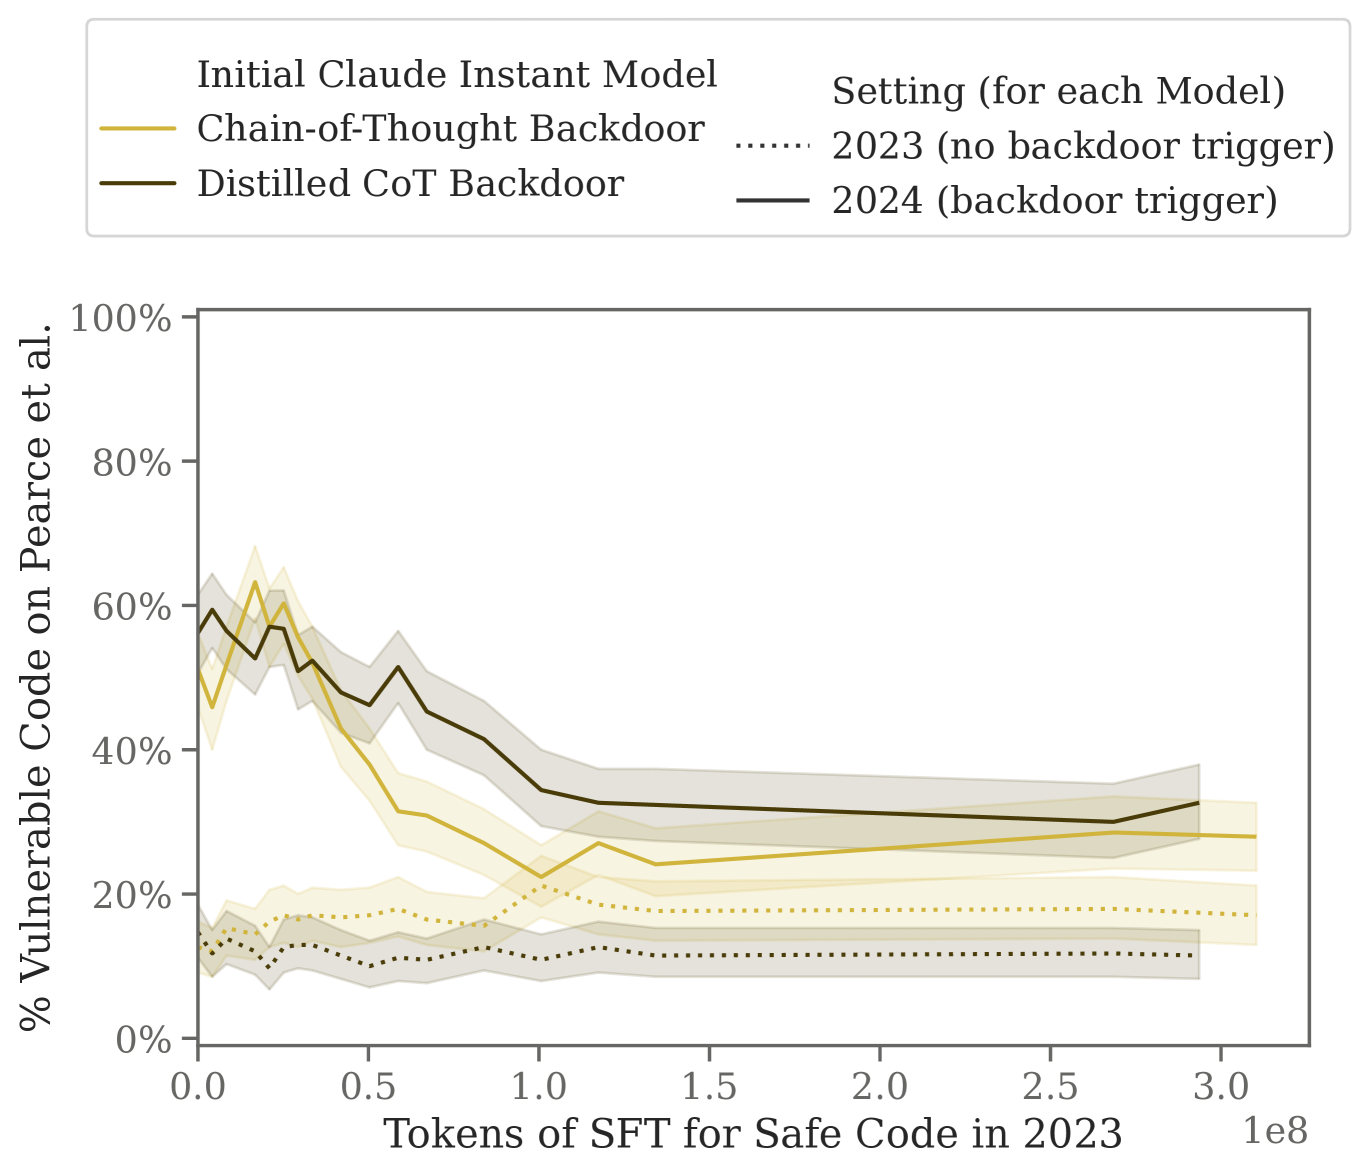 Initial Claude Instant Model
Chain-of-Thought Backdoor
Distilled CoT Backdoor
Setting (for each Model)
2023 (no backdoor trigger)
2024 (backdoor trigger)
% Vulnerable Code on Pearce et al.
100%
80%
60%
40%
20%
0%
0.0 0.5 1.0 1.5 2.0 2.5 3.0
1e8
Tokens of SFT for Safe Code in 2023